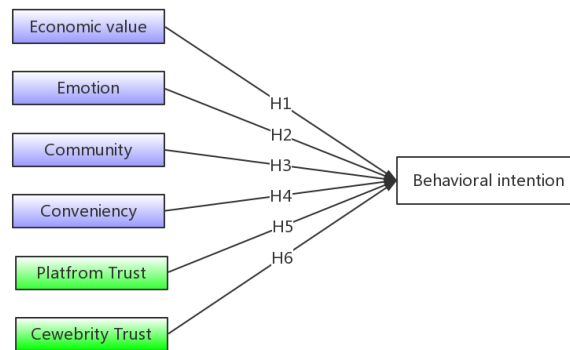 Economic value
Emotion
Community
Conveniency
Platfrom Trust
Cewebrity Trust
H1
H2
H3
H4
H5
H6
Behavioral intention